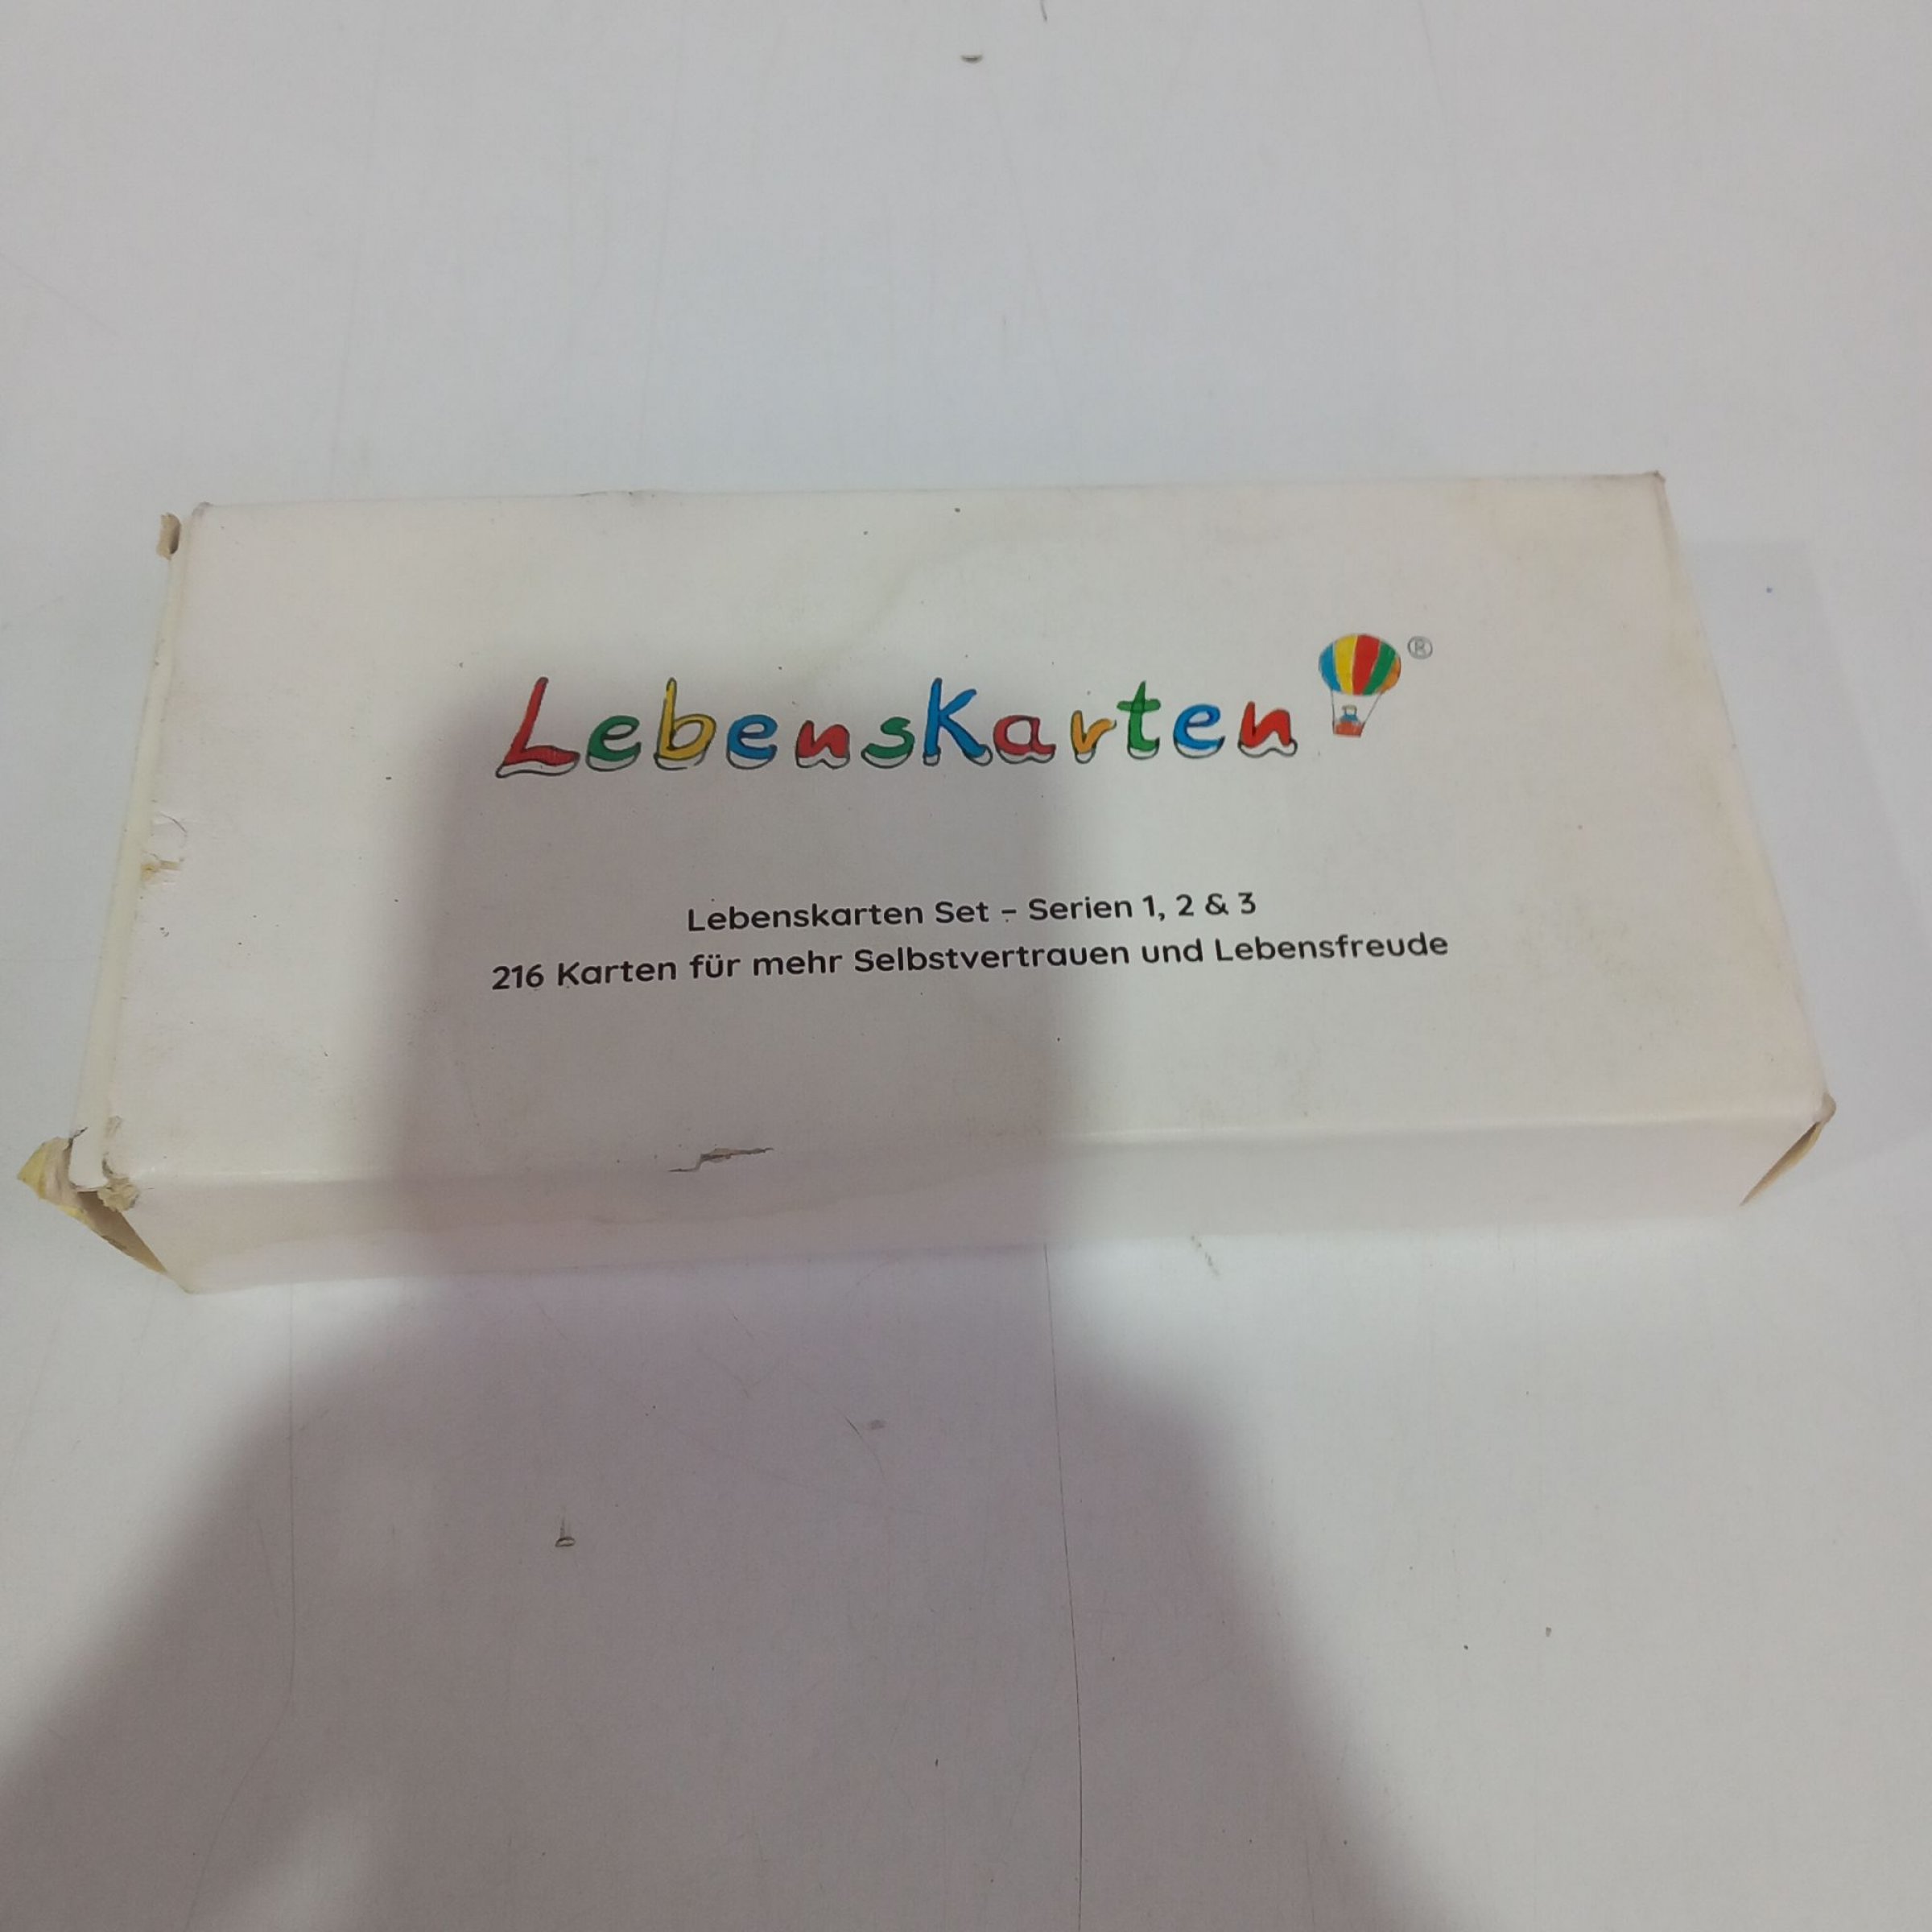 Lebenskarten ®
Lebenskarten Set – Serien 1, 2 & 3
216 Karten für mehr Selbstvertrauen und Lebensfreude